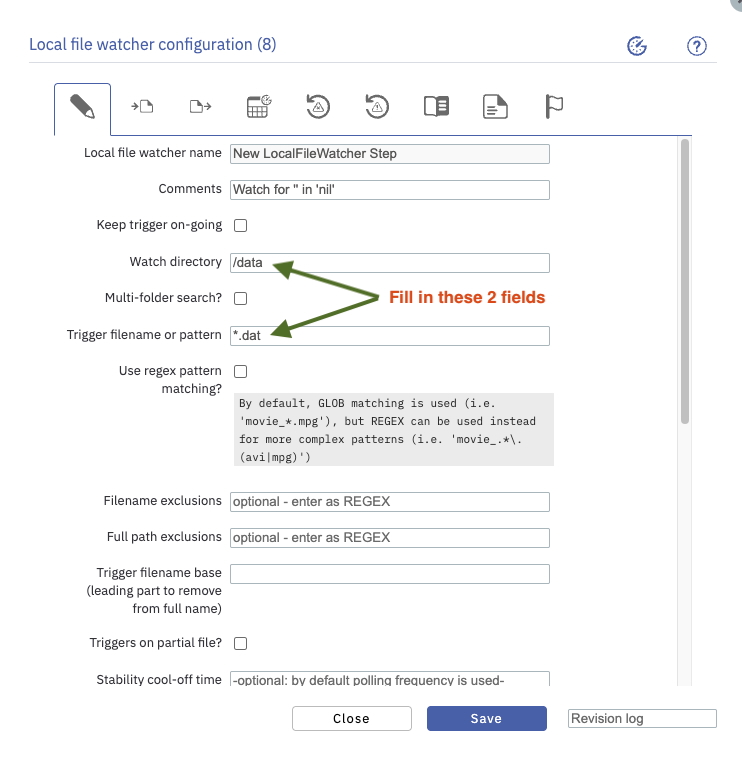 Local file watcher configuration (8)
?
Local file watcher name New LocalFileWatcher Step
Comments Watch for '' in 'nil'
Keep trigger on-going
Watch directory /data
Multi-folder search?
Fill in these 2 fields
Trigger filename or pattern *.dat
Use regex pattern
matching?
By default, GLOB matching is used (i.e.
'movie_*.mpg'), but REGEX can be used instead
for more complex patterns (i.e. 'movie_.*\.
(avi|mpg)')
Filename exclusions optional - enter as REGEX
Full path exclusions optional - enter as REGEX
Trigger filename base
(leading part to remove
from full name)
Triggers on partial file?
Stability cool-off time -optional: by default polling frequency is used-
Close Save Revision log